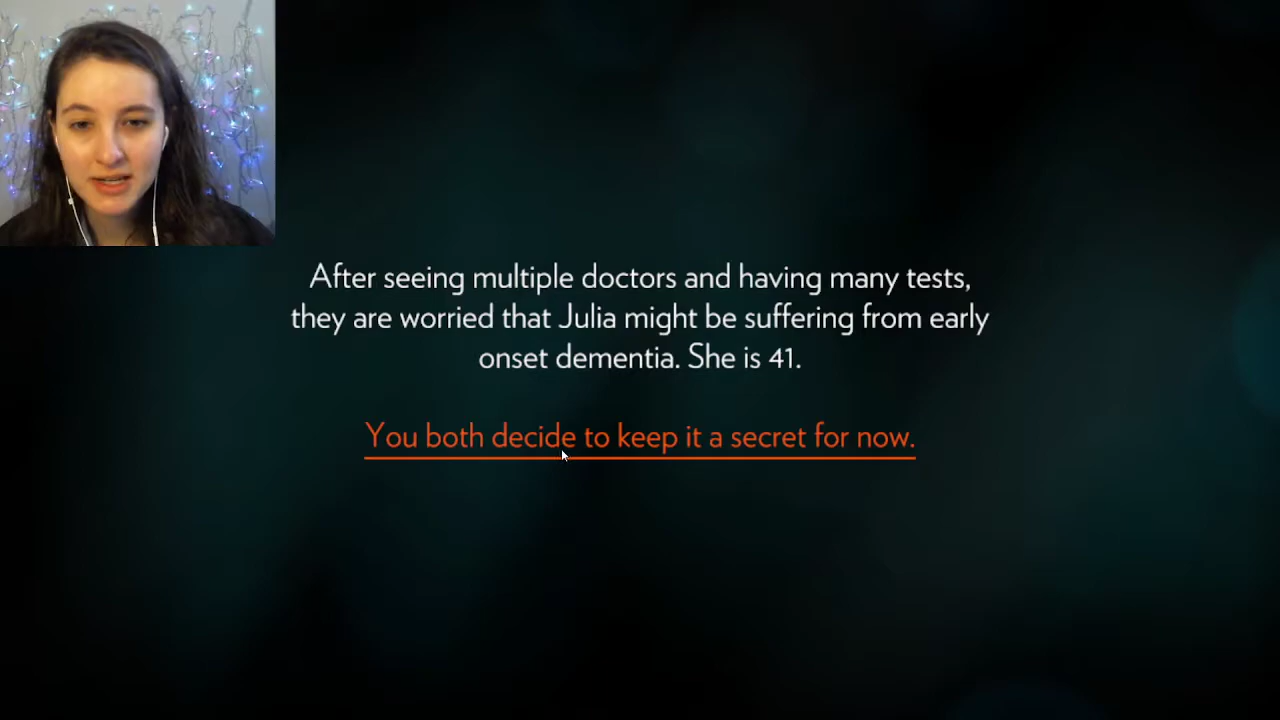 After seeing multiple doctors and having many tests,
they are worried that Julia might be suffering from early
onset dementia. She is 41.
You both decide to keep it a secret for now.